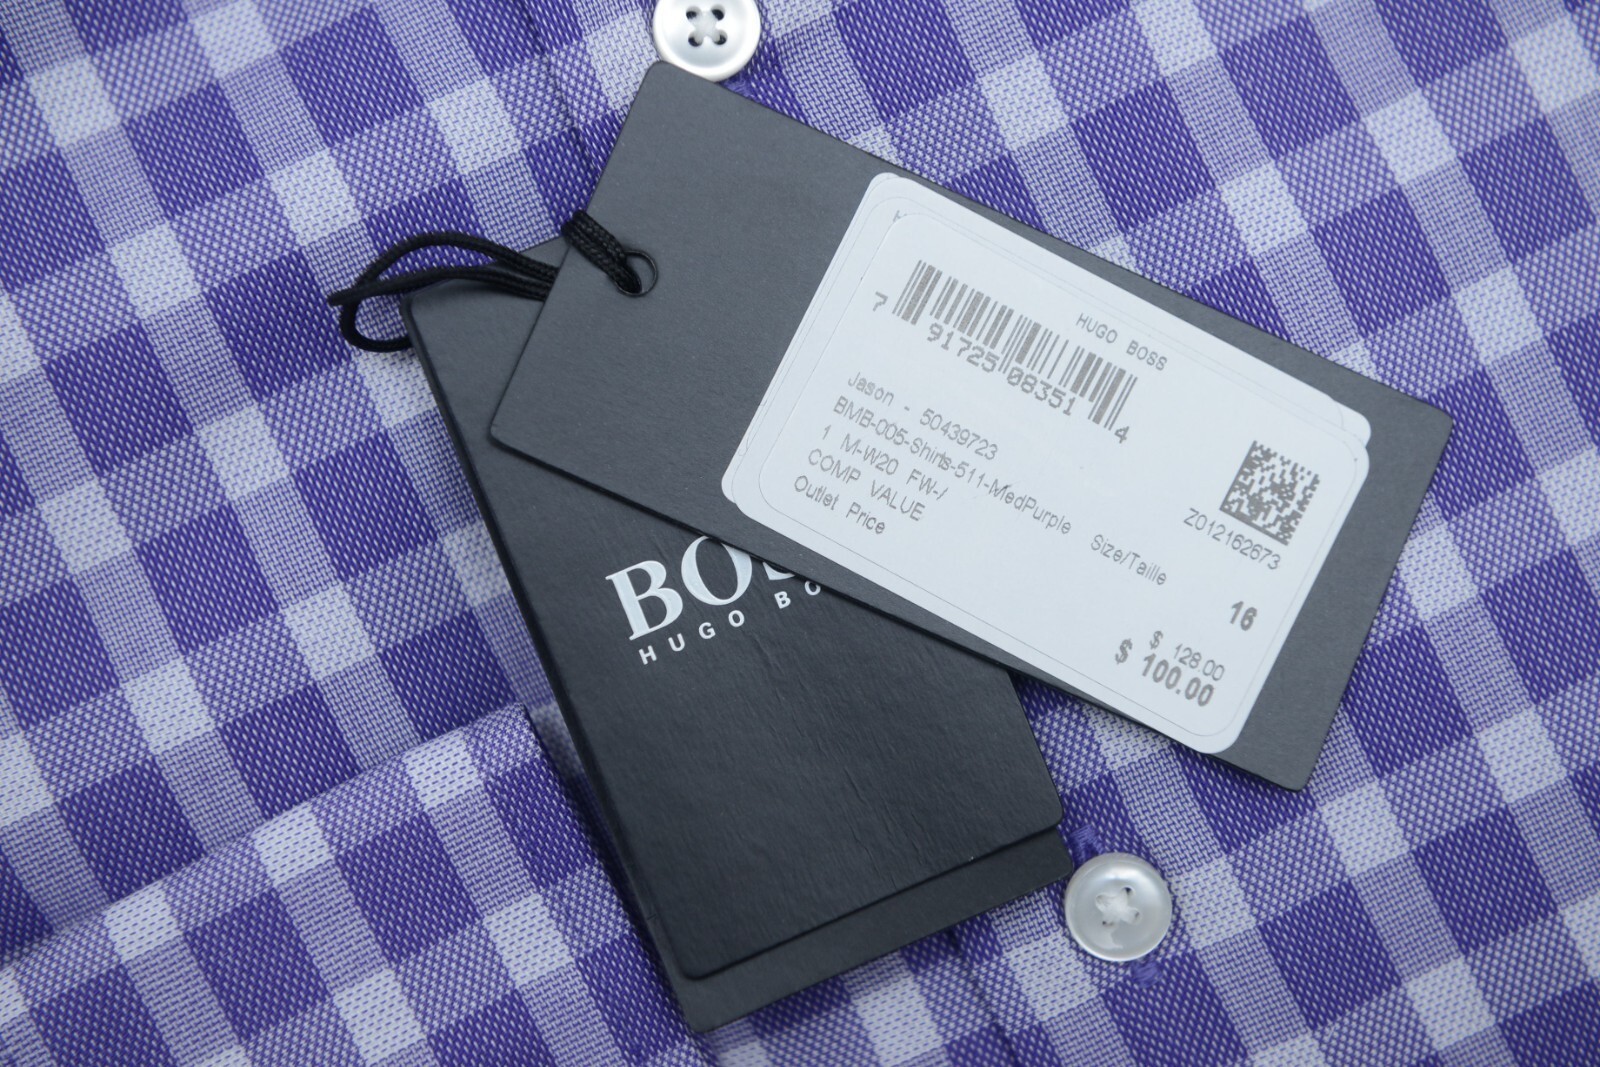 HUGO BOSS
7 91725 08351 4
Jason - 50439723
BMB-005-Shirts-511-MedPurple Size/Taille
1 M-W20 FW-/ 16
COMP VALUE $ 128.00
Outlet Price $ 100.00
Z012162673
BOS
HUGO BO